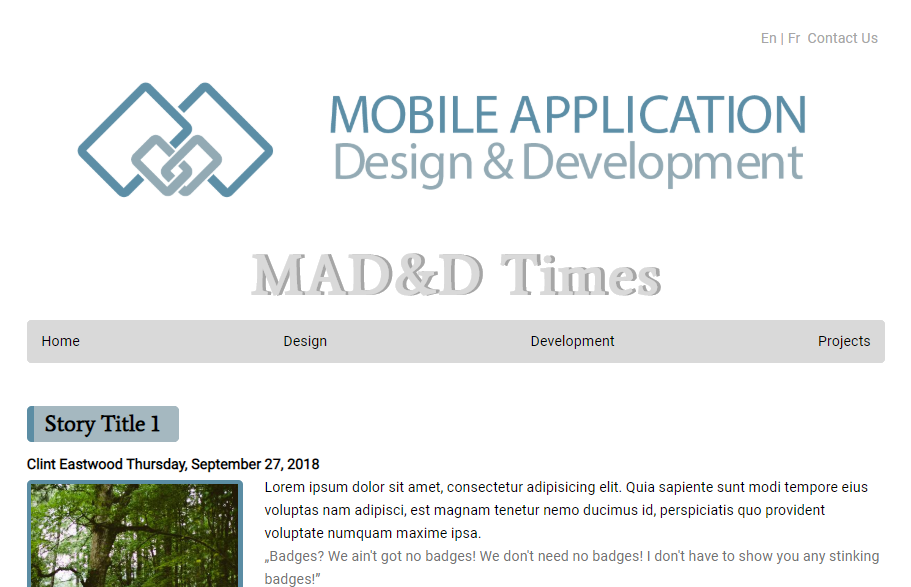 En | Fr Contact Us
MOBILE APPLICATION
Design & Development
MAD&D Times
Home Design Development Projects
Story Title 1
Clint Eastwood Thursday, September 27, 2018
Lorem ipsum dolor sit amet, consectetur adipisicing elit. Quia sapiente sunt modi tempore eius
voluptas nam adipisci, est magnam tenetur nemo ducimus id, perspiciatis quo provident
voluptate numquam maxime ipsa.
„Badges? We ain't got no badges! We don't need no badges! I don't have to show you any stinking
badges!”